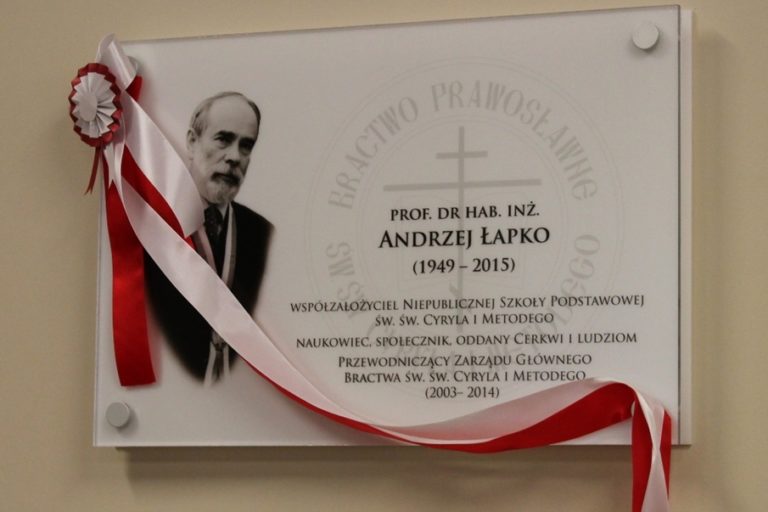 BRACTWO PRAWOSŁAWNE
PROF. DR HAB. INŻ.
ANDRZEJ ŁAPKO
(1949 – 2015)
WSPÓŁZAŁOŻYCIEL NIEPUBLICZNEJ SZKOŁY PODSTAWOWEJ
ŚW. ŚW. CYRYLA I METODEGO
NAUKOWIEC, SPOŁECZNIK, ODDANY CERKWI I LUDZIOM
PRZEWODNICZĄCY ZARZĄDU GŁÓWNEGO
BRACTWA ŚW. ŚW. CYRYLA I METODEGO
(2003– 2014)